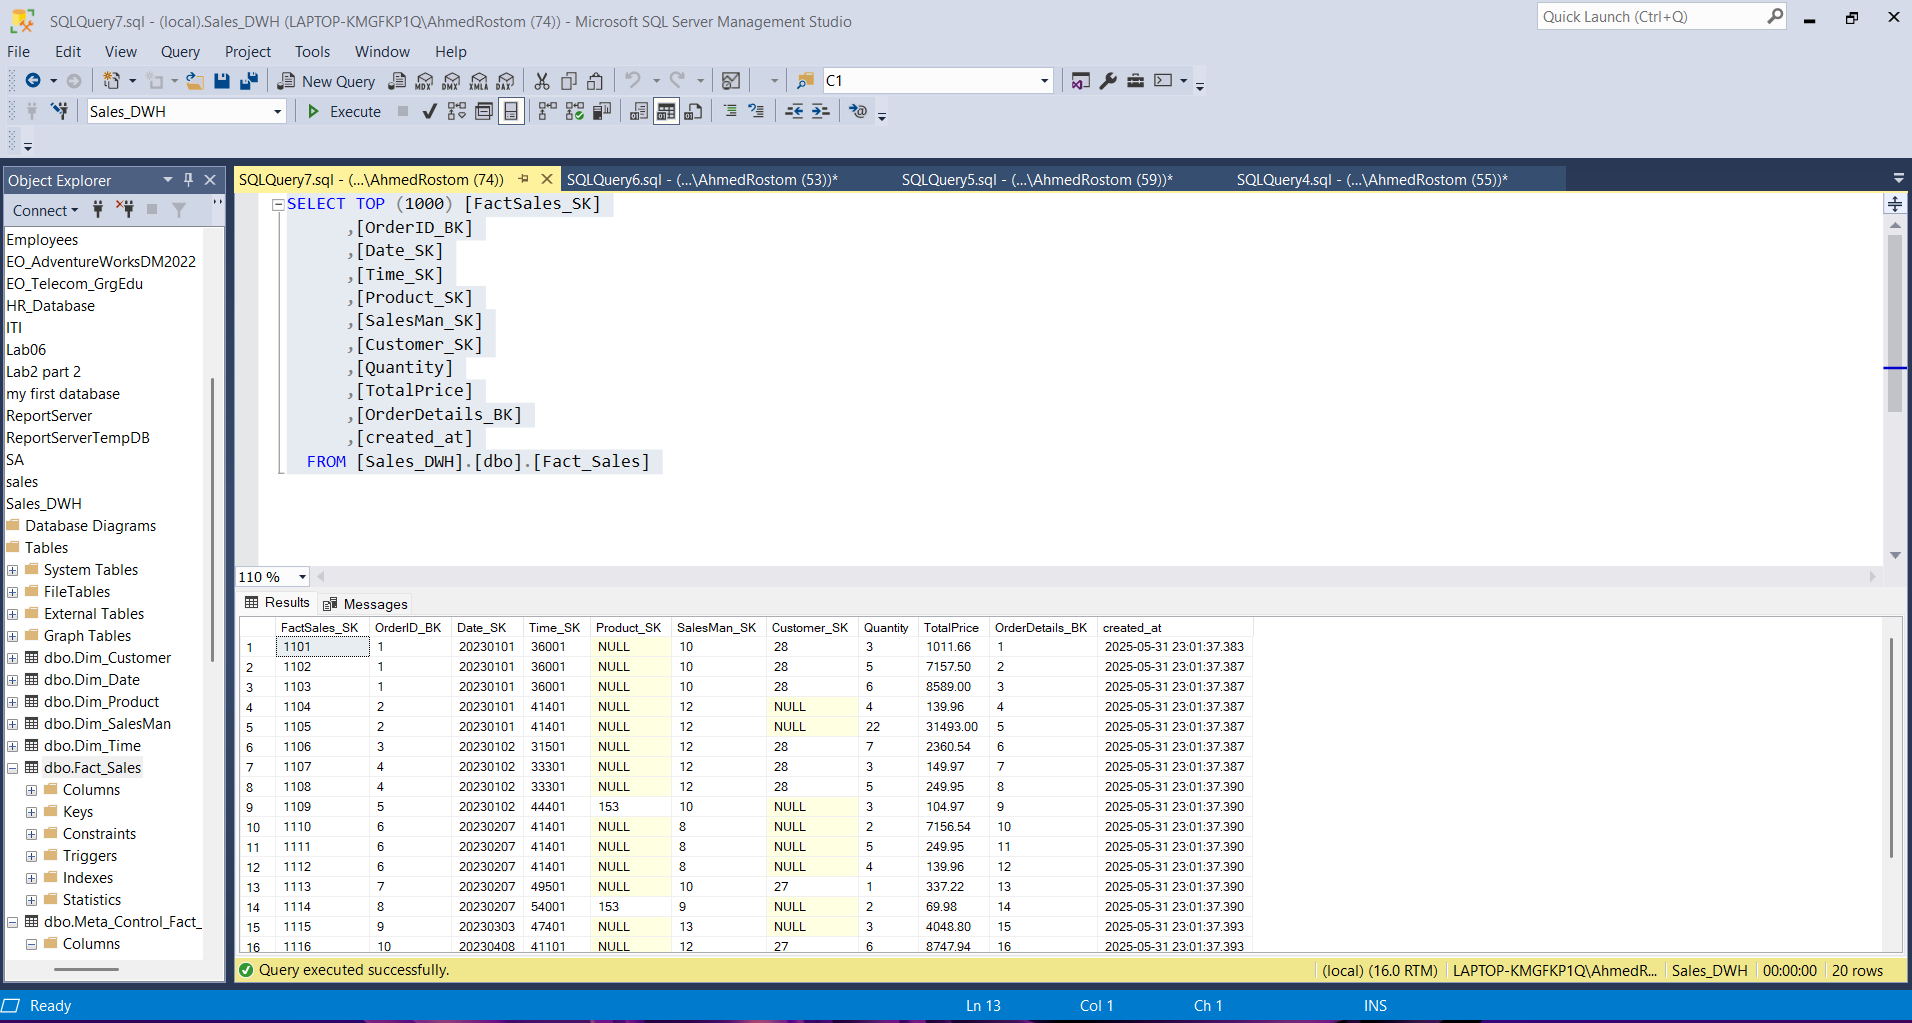 SQLQuery7.sql - (local).Sales_DWH (LAPTOP-KMGFKP1Q\AhmedRostom (74)) - Microsoft SQL Server Management Studio
Quick Launch (Ctrl+Q)
File Edit View Query Project Tools Window Help
New Query MDX DMX XMLA DAX C1
Sales_DWH Execute
Object Explorer
Connect
Employees
EO_AdventureWorksDM2022
EO_Telecom_GrgEdu
HR_Database
ITI
Lab06
Lab2 part 2
my first database
ReportServer
ReportServerTempDB
SA
sales
Sales_DWH
Database Diagrams
Tables
System Tables
FileTables
External Tables
Graph Tables
dbo.Dim_Customer
dbo.Dim_Date
dbo.Dim_Product
dbo.Dim_SalesMan
dbo.Dim_Time
dbo.Fact_Sales
Columns
Keys
Constraints
Triggers
Indexes
Statistics
dbo.Meta_Control_Fact_
Columns
SQLQuery7.sql - (...\AhmedRostom (74)) SQLQuery6.sql - (...\AhmedRostom (53))* SQLQuery5.sql - (...\AhmedRostom (59))* SQLQuery4.sql - (...\AhmedRostom (55))*
SELECT TOP (1000) [FactSales_SK]
,[OrderID_BK]
,[Date_SK]
,[Time_SK]
,[Product_SK]
,[SalesMan_SK]
,[Customer_SK]
,[Quantity]
,[TotalPrice]
,[OrderDetails_BK]
,[created_at]
FROM [Sales_DWH].[dbo].[Fact_Sales]
110 %
Results Messages
FactSales_SK OrderID_BK Date_SK Time_SK Product_SK SalesMan_SK Customer_SK Quantity TotalPrice OrderDetails_BK created_at
1 1101 1 20230101 36001 NULL 10 28 3 1011.66 1 2025-05-31 23:01:37.383
2 1102 1 20230101 36001 NULL 10 28 5 7157.50 2 2025-05-31 23:01:37.387
3 1103 1 20230101 36001 NULL 10 28 6 8589.00 3 2025-05-31 23:01:37.387
4 1104 2 20230101 41401 NULL 12 NULL 4 139.96 4 2025-05-31 23:01:37.387
5 1105 2 20230101 41401 NULL 12 NULL 22 31493.00 5 2025-05-31 23:01:37.387
6 1106 3 20230102 31501 NULL 12 28 7 2360.54 6 2025-05-31 23:01:37.387
7 1107 4 20230102 33301 NULL 12 28 3 149.97 7 2025-05-31 23:01:37.387
8 1108 4 20230102 33301 NULL 12 28 5 249.95 8 2025-05-31 23:01:37.390
9 1109 5 20230102 44401 153 10 NULL 3 104.97 9 2025-05-31 23:01:37.390
10 1110 6 20230207 41401 NULL 8 NULL 2 7156.54 10 2025-05-31 23:01:37.390
11 1111 6 20230207 41401 NULL 8 NULL 5 249.95 11 2025-05-31 23:01:37.390
12 1112 6 20230207 41401 NULL 8 NULL 4 139.96 12 2025-05-31 23:01:37.390
13 1113 7 20230207 49501 NULL 10 27 1 337.22 13 2025-05-31 23:01:37.390
14 1114 8 20230207 54001 153 9 NULL 2 69.98 14 2025-05-31 23:01:37.390
15 1115 9 20230303 47401 NULL 13 NULL 3 4048.80 15 2025-05-31 23:01:37.393
16 1116 10 20230408 41101 NULL 12 27 6 8747.94 16 2025-05-31 23:01:37.393
Query executed successfully. (local) (16.0 RTM) LAPTOP-KMGFKP1Q\AhmedR... Sales_DWH 00:00:00 20 rows
Ready Ln 13 Col 1 Ch 1 INS